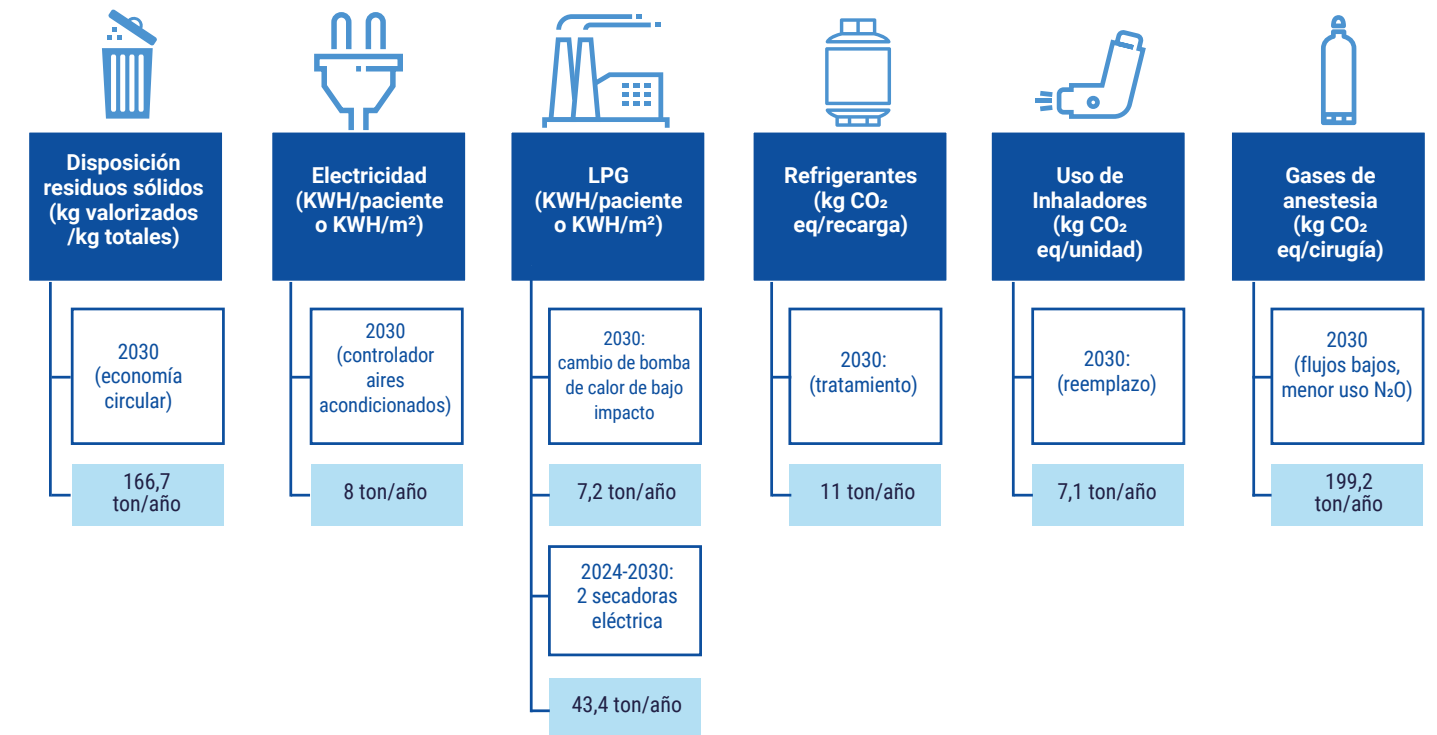 Disposición
residuos sólidos
(kg valorizados
/kg totales)
2030
(economía
circular)
166,7
ton/año
Electricidad
(KWH/paciente
o KWH/m²)
2030
(controlador
aires
acondicionados)
8 ton/año
LPG
(KWH/paciente
o KWH/m²)
2030:
cambio de bomba
de calor de bajo
impacto
7,2 ton/año
2024-2030:
2 secadoras
eléctrica
43,4 ton/año
Refrigerantes
(kg CO₂
eq/recarga)
2030:
(tratamiento)
11 ton/año
Uso de
Inhaladores
(kg CO₂
eq/unidad)
2030:
(reemplazo)
7,1 ton/año
Gases de
anestesia
(kg CO₂
eq/cirugía)
2030
(flujos bajos,
menor uso N₂O)
199,2
ton/año